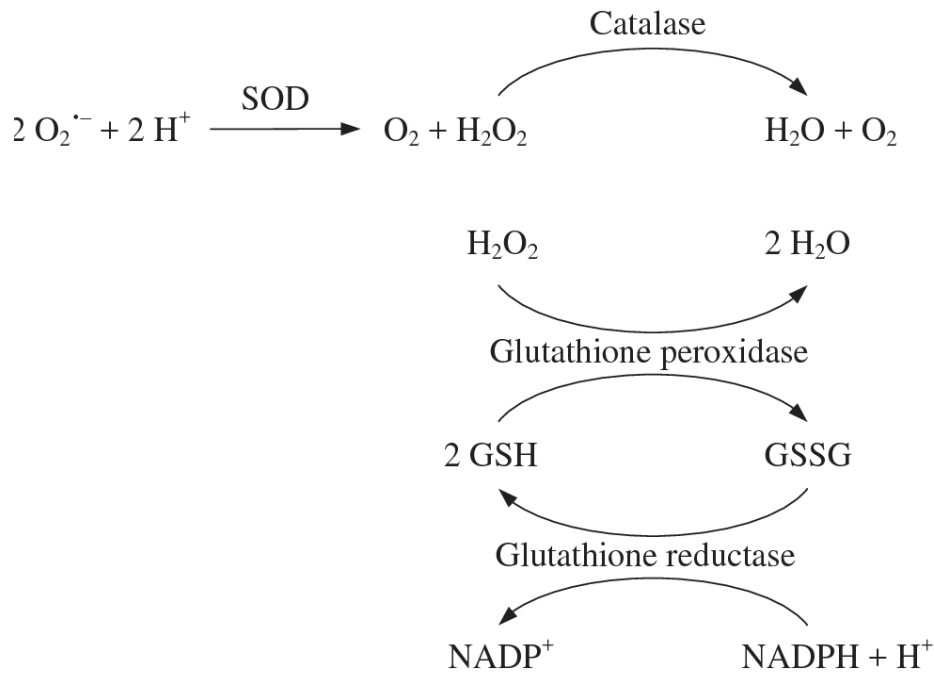 Catalase
SOD
2 O₂˙⁻ + 2 H⁺ O₂ + H₂O₂ H₂O + O₂
H₂O₂ 2 H₂O
Glutathione peroxidase
2 GSH GSSG
Glutathione reductase
NADP⁺ NADPH + H⁺